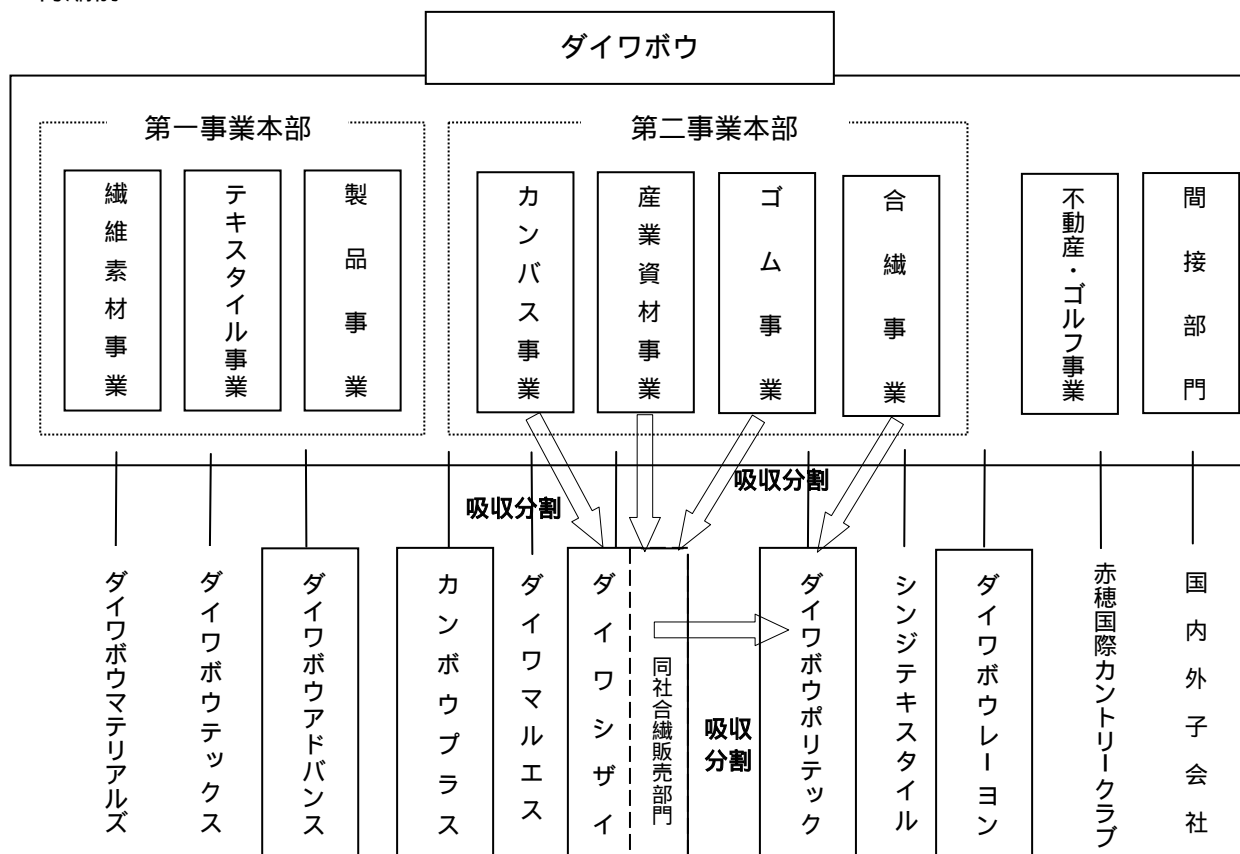 ダイワボウ
第一事業本部
第二事業本部
繊維素材事業
テキスタイル事業
製品事業
カンバス事業
産業資材事業
ゴム事業
合繊事業
不動産・ゴルフ事業
間接部門
吸収分割
吸収分割
ダイワボウマテリアルズ
ダイワボウテックス
ダイワボウアドバンス
カンボウプラス
ダイワマルエス
ダイワシザイ
同社合繊販売部門
吸収
分割
ダイワボウポリテック
シンジテキスタイル
ダイワボウレーヨン
赤穂国際カントリークラブ
国内外子会社